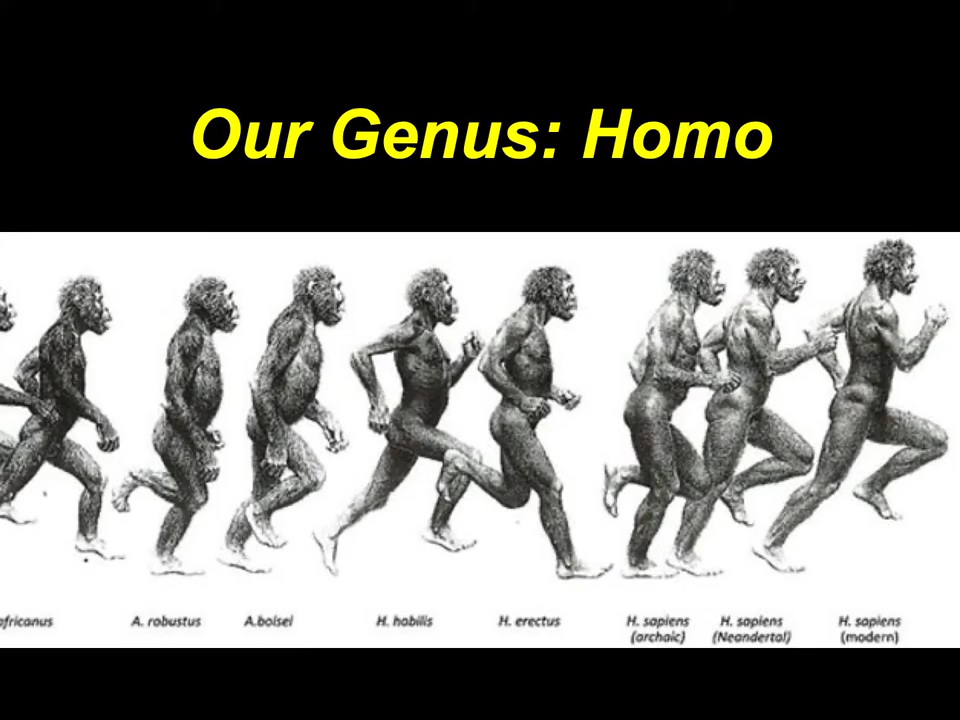 Our Genus: Homo
africanus A. robustus A.boisei H. habilis H. erectus H. sapiens (archaic) H. sapiens (Neandertal) H. sapiens (modern)